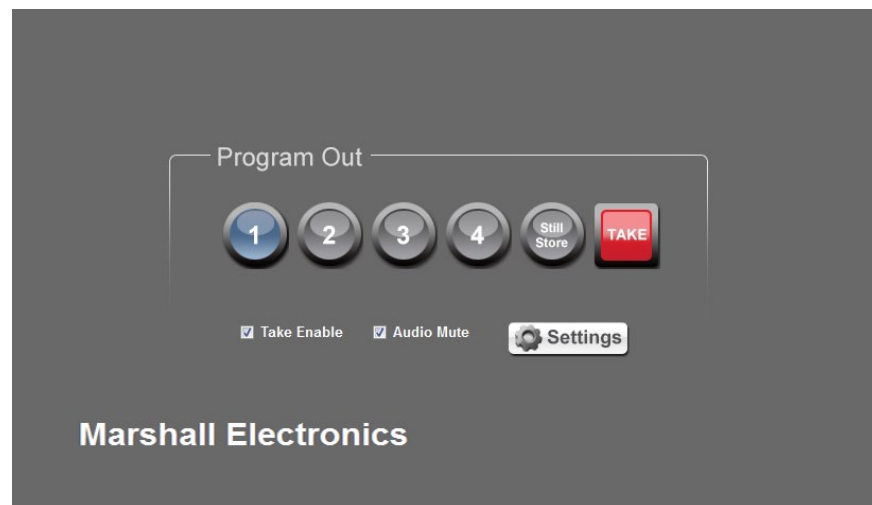 Program Out
1 2 3 4 Still Store TAKE
Take Enable Audio Mute Settings
Marshall Electronics